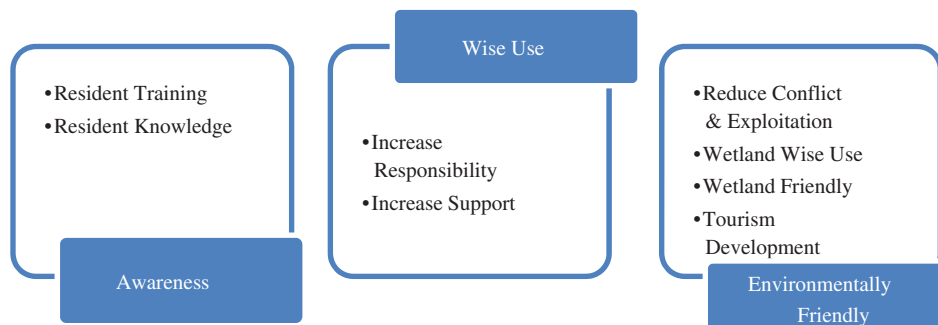 •Resident Training
•Resident Knowledge
Awareness
Wise Use
•Increase
Responsibility
•Increase Support
•Reduce Conflict
& Exploitation
•Wetland Wise Use
•Wetland Friendly
•Tourism
Development
Environmentally
Friendly